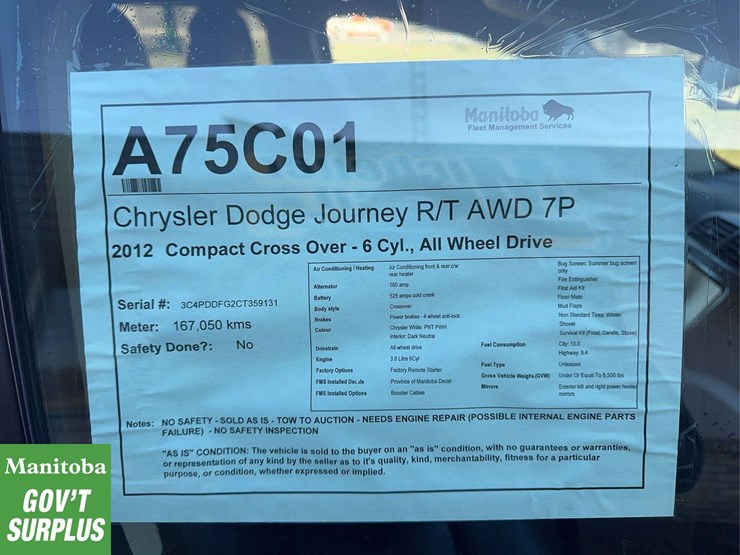 Manitoba
Fleet Management Services
A75C01
Chrysler Dodge Journey R/T AWD 7P
2012 Compact Cross Over - 6 Cyl., All Wheel Drive
Serial #: 3C4PDDFG2CT359131
Meter: 167,050 kms
Safety Done?: No
Air Conditioning / Heating Air Conditioning front & rear c/w
rear heater
Alternator 160 amp
Battery 525 amps cold crank
Body style Crossover
Brakes Power brakes - 4 wheel anti-lock
Colour Chrysler White: PNT PWH
Interior: Dark Neutral
Drivetrain All-wheel drive
Engine 3.6 Litre 6Cyl
Factory Options Factory Remote Starter
FMS Installed Decals Province of Manitoba Decal
FMS Installed Options Booster Cables
Bug Screen: Summer bug screen
only
Fire Extinguisher
First Aid Kit
Floor Mats
Mud Flaps
Non Standard Tires: Winter
Shovel
Survival Kit (Food, Candle, Stove)
Fuel Consumption City: 13.0
Highway: 8.4
Fuel Type Unleaded
Gross Vehicle Weight (GVW) Under Or Equal To 8,500 lbs
Mirrors Exterior left and right power heated
mirrors
Notes: NO SAFETY - SOLD AS IS - TOW TO AUCTION - NEEDS ENGINE REPAIR (POSSIBLE INTERNAL ENGINE PARTS
FAILURE) - NO SAFETY INSPECTION
"AS IS" CONDITION: The vehicle is sold to the buyer on an "as is" condition, with no guarantees or warranties,
or representation of any kind by the seller as to it's quality, kind, merchantability, fitness for a particular
purpose, or condition, whether expressed or implied.
Manitoba
GOV'T
SURPLUS